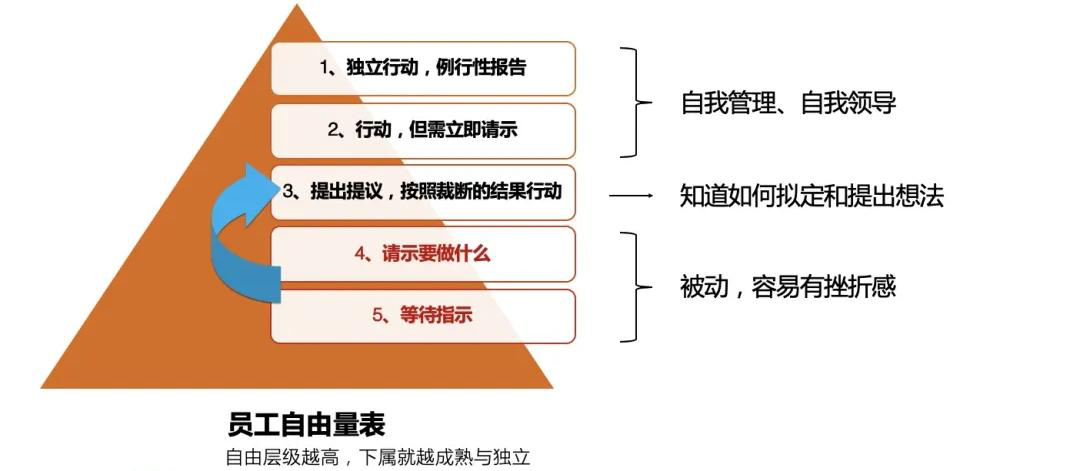 1、独立行动，例行性报告
2、行动，但需立即请示
自我管理、自我领导
3、提出提议，按照裁断的结果行动
知道如何拟定和提出想法
4、请示要做什么
5、等待指示
被动，容易有挫折感
员工自由量表
自由层级越高，下属就越成熟与独立